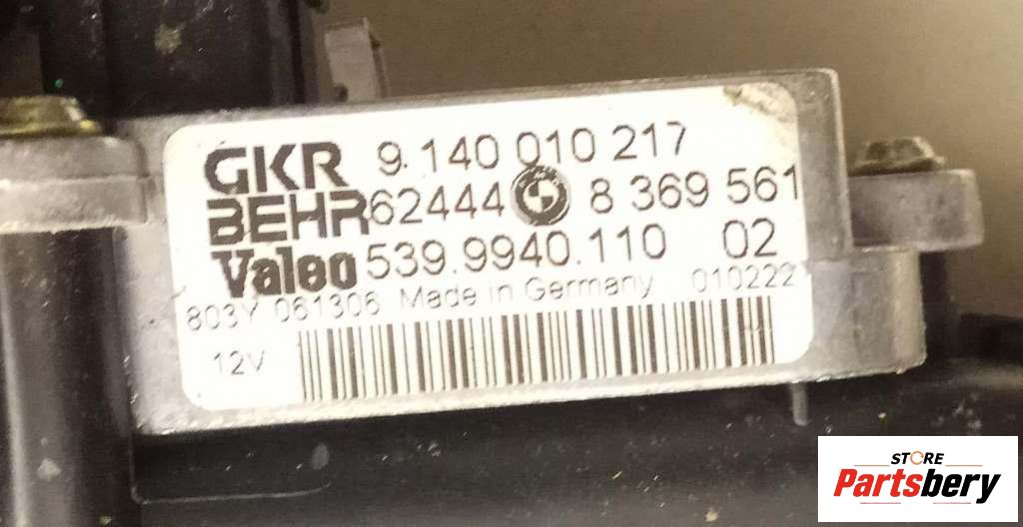 GKR 9.140 010 217
BEHR 62444 8 369 561
Valeo 539.9940.110 02
803Y 061306 Made in Germany 010222
12V
STORE
Partsbery